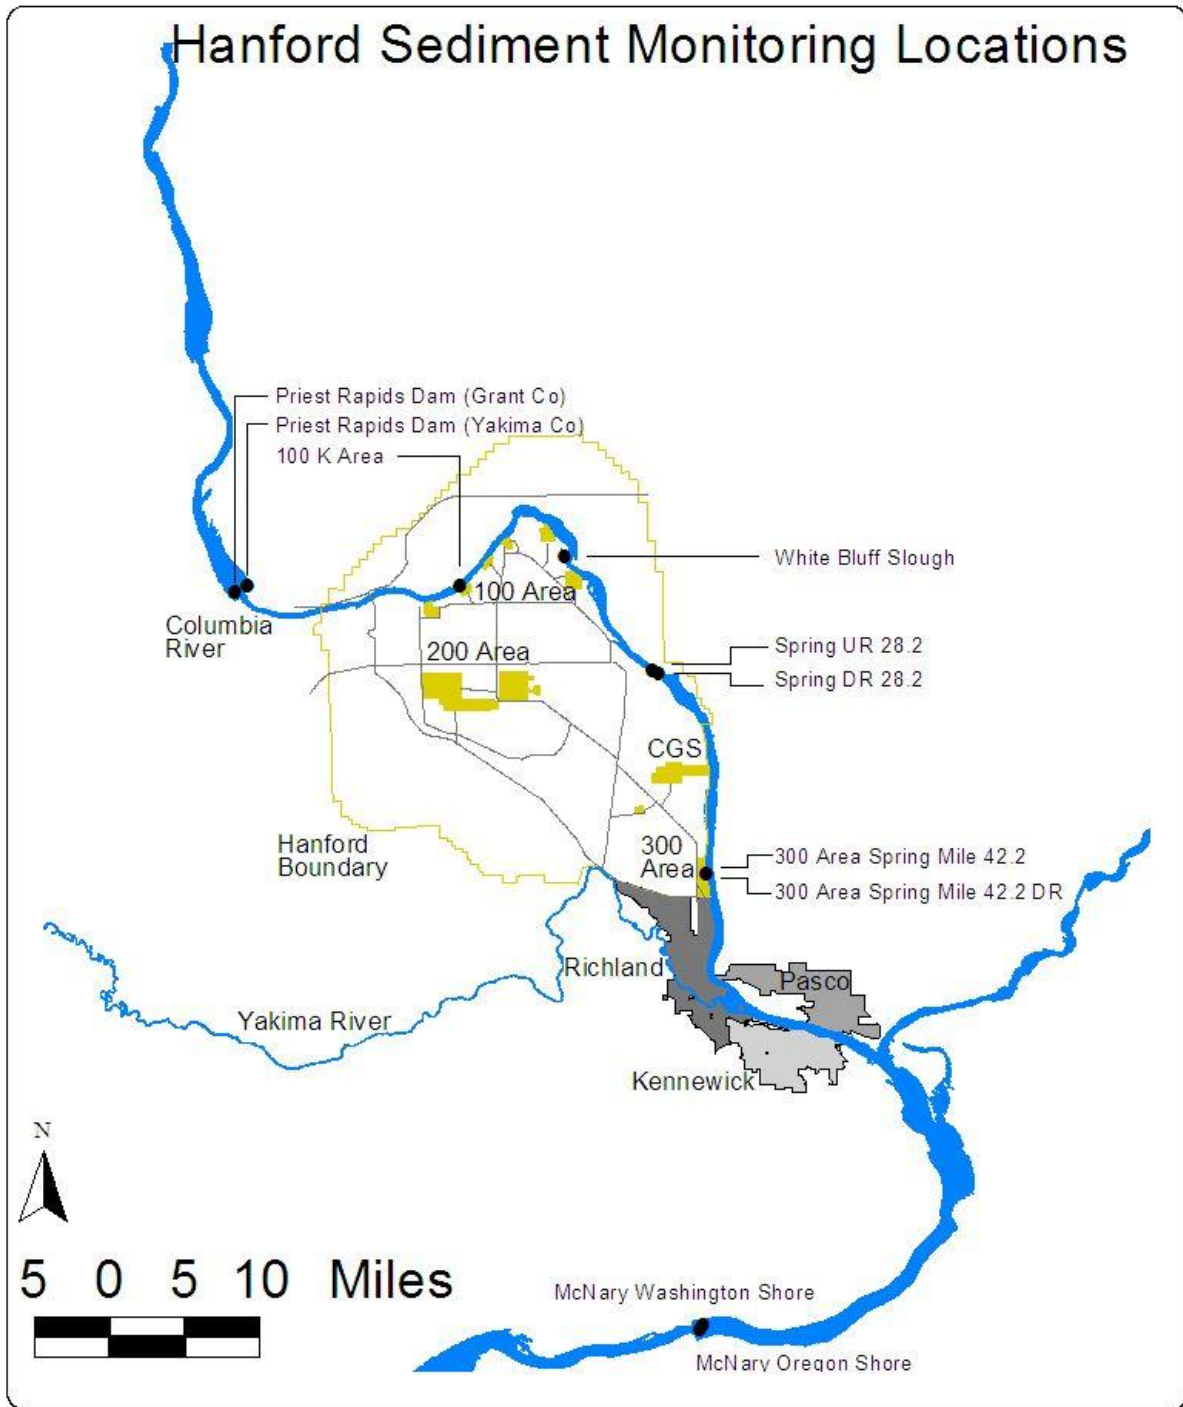 Hanford Sediment Monitoring Locations
Priest Rapids Dam (Grant Co)
Priest Rapids Dam (Yakima Co)
100 K Area
White Bluff Slough
100 Area
Columbia
River
200 Area
Spring UR 28.2
Spring DR 28.2
CGS
Hanford
Boundary
300
Area
300 Area Spring Mile 42.2
300 Area Spring Mile 42.2 DR
Richland
Pasco
Yakima River
Kennewick
N
5 0 5 10 Miles
McNary Washington Shore
McNary Oregon Shore